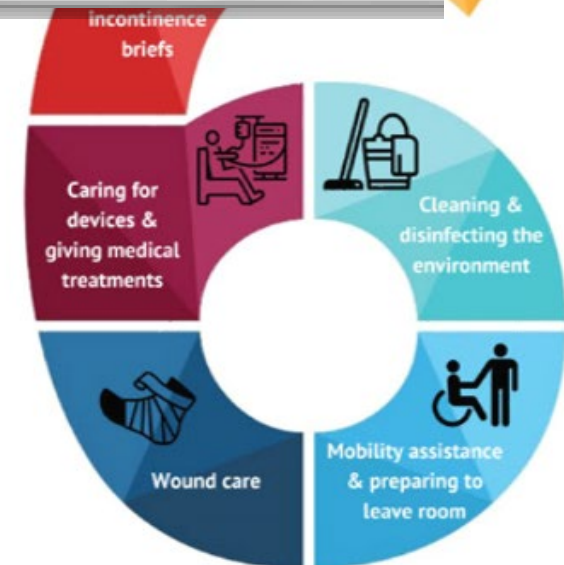 incontinence
briefs
Caring for
devices &
giving medical
treatments
Cleaning &
disinfecting the
environment
Wound care
Mobility assistance
& preparing to
leave room